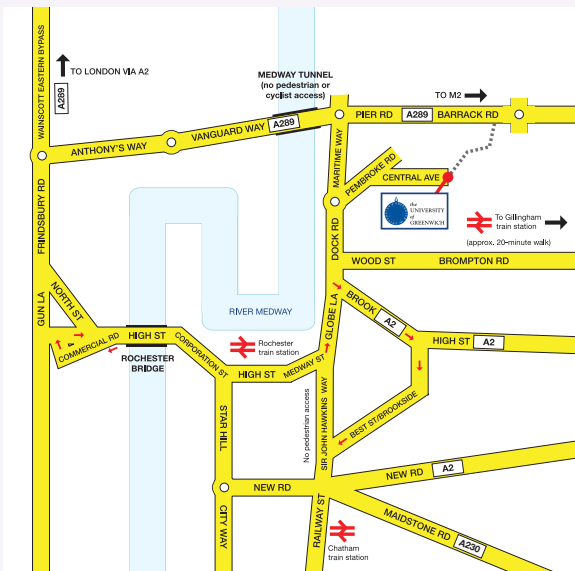 WAINSCOTT EASTERN BYPASS
TO LONDON VIA A2
A289
MEDWAY TUNNEL
(no pedestrian or
cyclist access)
TO M2
ANTHONY'S WAY
VANGUARD WAY
A289
PIER RD
A289
BARRACK RD
MARITIME WAY
PEMBROKE RD
CENTRAL AVE
the
UNIVERSITY
of
GREENWICH
To Gillingham
train station
(approx. 20-minute walk)
FRINDSBURY RD
DOCK RD
WOOD ST
BROMPTON RD
GUN LA
NORTH ST
RIVER MEDWAY
GLOBE LA
BROOK
A2
HIGH ST
A2
COMMERCIAL RD
HIGH ST
CORPORATION ST
ROCHESTER
BRIDGE
Rochester
train station
HIGH ST
MEDWAY ST
STAR HILL
No pedestrian access
SIR JOHN HAWKINS WAY
BEST ST/BROOKSIDE
NEW RD
NEW RD
A2
CITY WAY
RAILWAY ST
MAIDSTONE RD
A230
Chatham
train station